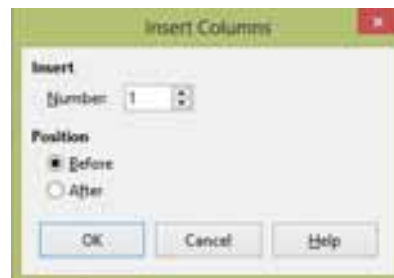 Insert Columns
Insert
Number: 1
Position
Before
After
OK Cancel Help